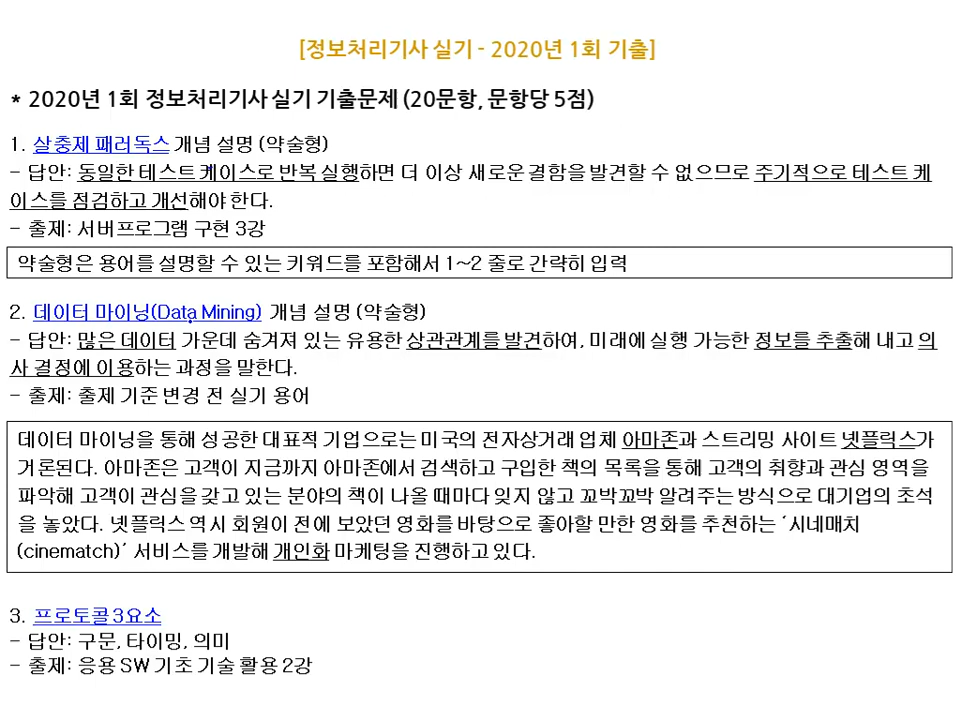 [정보처리기사 실기 - 2020년 1회 기출]
* 2020년 1회 정보처리기사 실기 기출문제 (20문항, 문항당 5점)
1. 살충제 패러독스 개념 설명 (약술형)
- 답안: 동일한 테스트 케이스로 반복 실행하면 더 이상 새로운 결함을 발견할 수 없으므로 주기적으로 테스트 케
이스를 점검하고 개선해야 한다.
- 출제: 서버프로그램 구현 3강
약술형은 용어를 설명할 수 있는 키워드를 포함해서 1~2 줄로 간략히 입력
2. 데이터 마이닝(Data Mining) 개념 설명 (약술형)
- 답안: 많은 데이터 가운데 숨겨져 있는 유용한 상관관계를 발견하여, 미래에 실행 가능한 정보를 추출해 내고 의
사 결정에 이용하는 과정을 말한다.
- 출제: 출제 기준 변경 전 실기 용어
데이터 마이닝을 통해 성공한 대표적 기업으로는 미국의 전자상거래 업체 아마존과 스트리밍 사이트 넷플릭스가
거론된다. 아마존은 고객이 지금까지 아마존에서 검색하고 구입한 책의 목록을 통해 고객의 취향과 관심 영역을
파악해 고객이 관심을 갖고 있는 분야의 책이 나올 때마다 잊지 않고 꼬박꼬박 알려주는 방식으로 대기업의 초석
을 놓았다. 넷플릭스 역시 회원이 전에 보았던 영화를 바탕으로 좋아할 만한 영화를 추천하는 ‘시네매치
(cinematch)’ 서비스를 개발해 개인화 마케팅을 진행하고 있다.
3. 프로토콜 3요소
- 답안: 구문, 타이밍, 의미
- 출제: 응용 SW 기초 기술 활용 2강